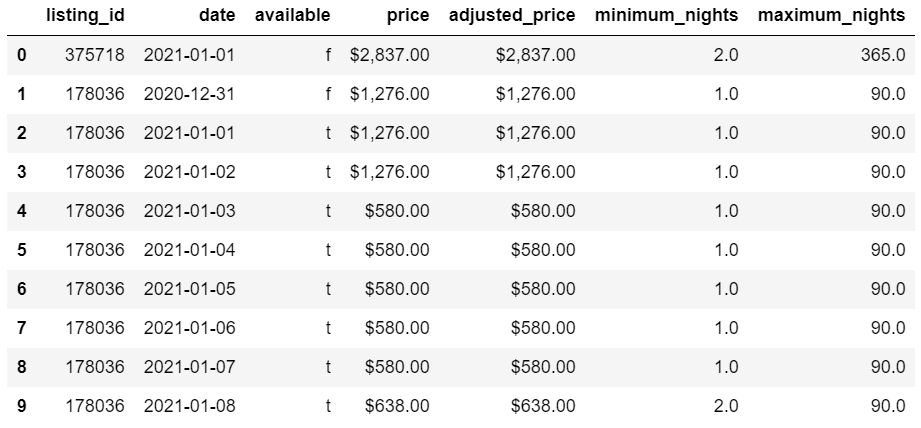 listing_id date available price adjusted_price minimum_nights maximum_nights
0 375718 2021-01-01 f $2,837.00 $2,837.00 2.0 365.0
1 178036 2020-12-31 f $1,276.00 $1,276.00 1.0 90.0
2 178036 2021-01-01 t $1,276.00 $1,276.00 1.0 90.0
3 178036 2021-01-02 t $1,276.00 $1,276.00 1.0 90.0
4 178036 2021-01-03 t $580.00 $580.00 1.0 90.0
5 178036 2021-01-04 t $580.00 $580.00 1.0 90.0
6 178036 2021-01-05 t $580.00 $580.00 1.0 90.0
7 178036 2021-01-06 t $580.00 $580.00 1.0 90.0
8 178036 2021-01-07 t $580.00 $580.00 1.0 90.0
9 178036 2021-01-08 t $638.00 $638.00 2.0 90.0